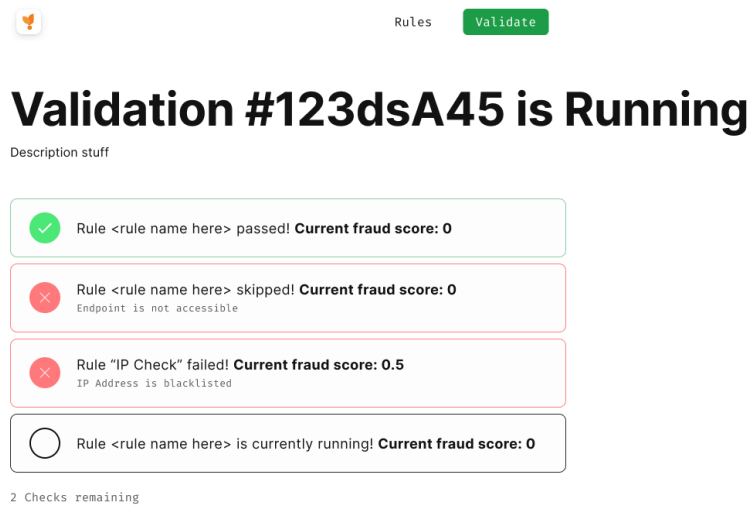 Rules
Validate
Validation #123dsA45 is Running
Description stuff
Rule <rule name here> passed! Current fraud score: 0
Rule <rule name here> skipped! Current fraud score: 0
Endpoint is not accessible
Rule “IP Check” failed! Current fraud score: 0.5
IP Address is blacklisted
Rule <rule name here> is currently running! Current fraud score: 0
2 Checks remaining